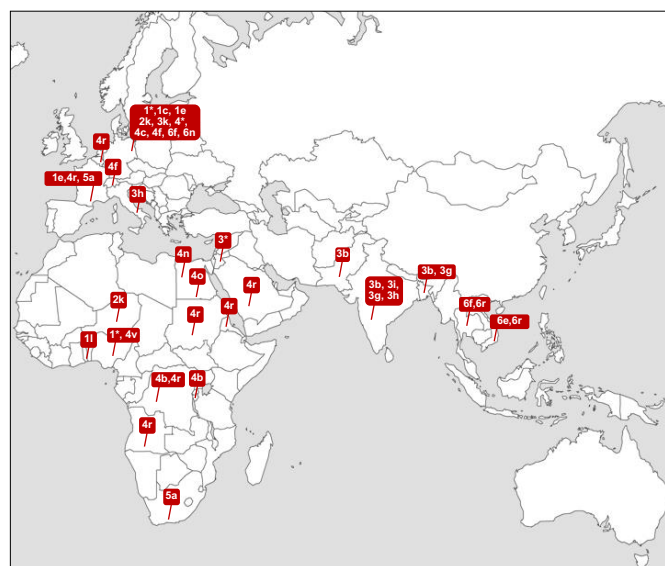 1*,1c, 1e
2k, 3k, 4*,
4c, 4f, 6f, 6n
4r
4f
1e,4r, 5a
3h
3*
4n
4o
3b
3b, 3i,
3g, 3h
3b, 3g
4r
2k
4r
4r
6f,6r
6e,6r
1l
1*, 4v
4b,4r
4b
4r
5a